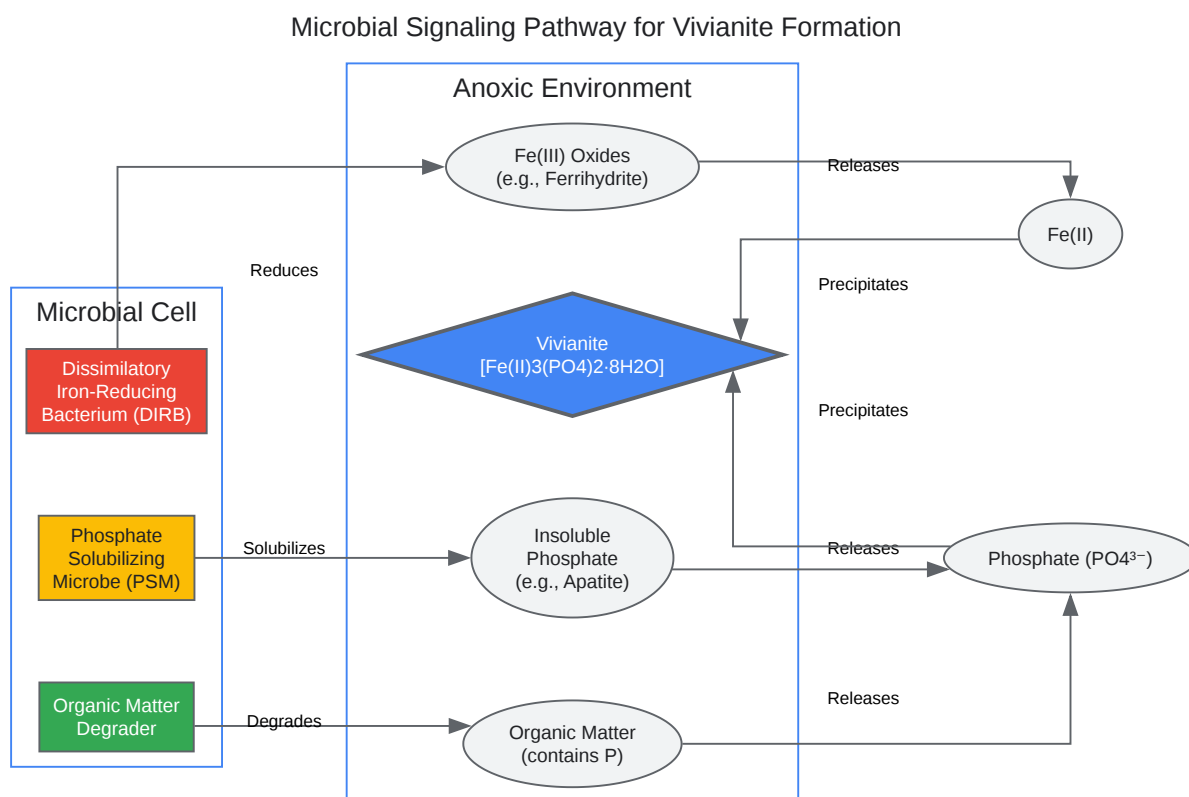 Microbial Signaling Pathway for Vivianite Formation
Anoxic Environment
Fe(III) Oxides
(e.g., Ferrihydrite)
Releases
Fe(II)
Reduces
Precipitates
Microbial Cell
Vivianite
[Fe(II)3(PO4)2·8H2O]
Dissimilatory
Iron-Reducing
Bacterium (DIRB)
Precipitates
Phosphate
Solubilizing
Microbe (PSM)
Solubilizes
Insoluble
Phosphate
(e.g., Apatite)
Releases
Phosphate (PO4³⁻)
Organic Matter
Degrader
Degrades
Organic Matter
(contains P)
Releases